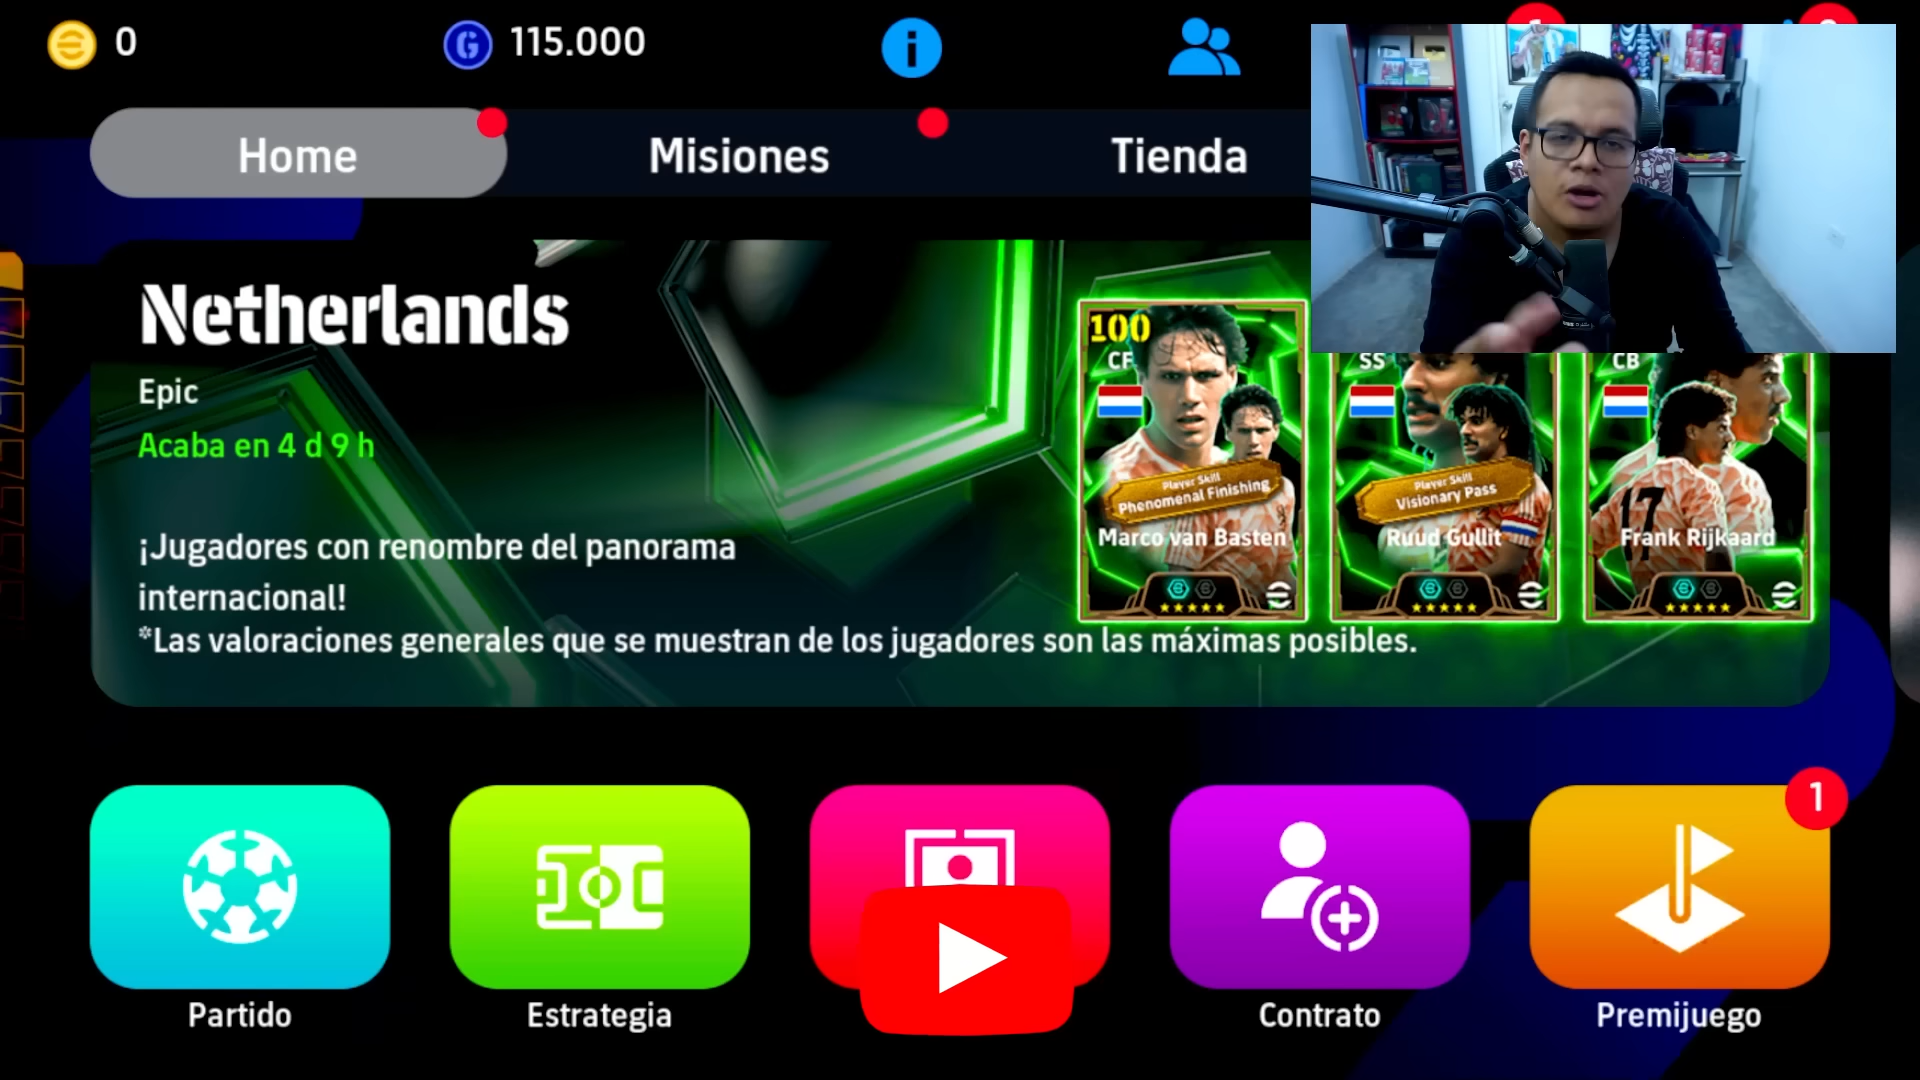 0
115.000
Home
Misiones
Tienda
Netherlands
Epic
Acaba en 4 d 9 h
¡Jugadores con renombre del panorama
internacional!
*Las valoraciones generales que se muestran de los jugadores son las máximas posibles.
100
CF
Player Skill
Phenomenal Finishing
Marco van Basten
SS
Player Skill
Visionary Pass
Ruud Gullit
CB
17
Frank Rijkaard
Partido
Estrategia
Contrato
1
Premijuego